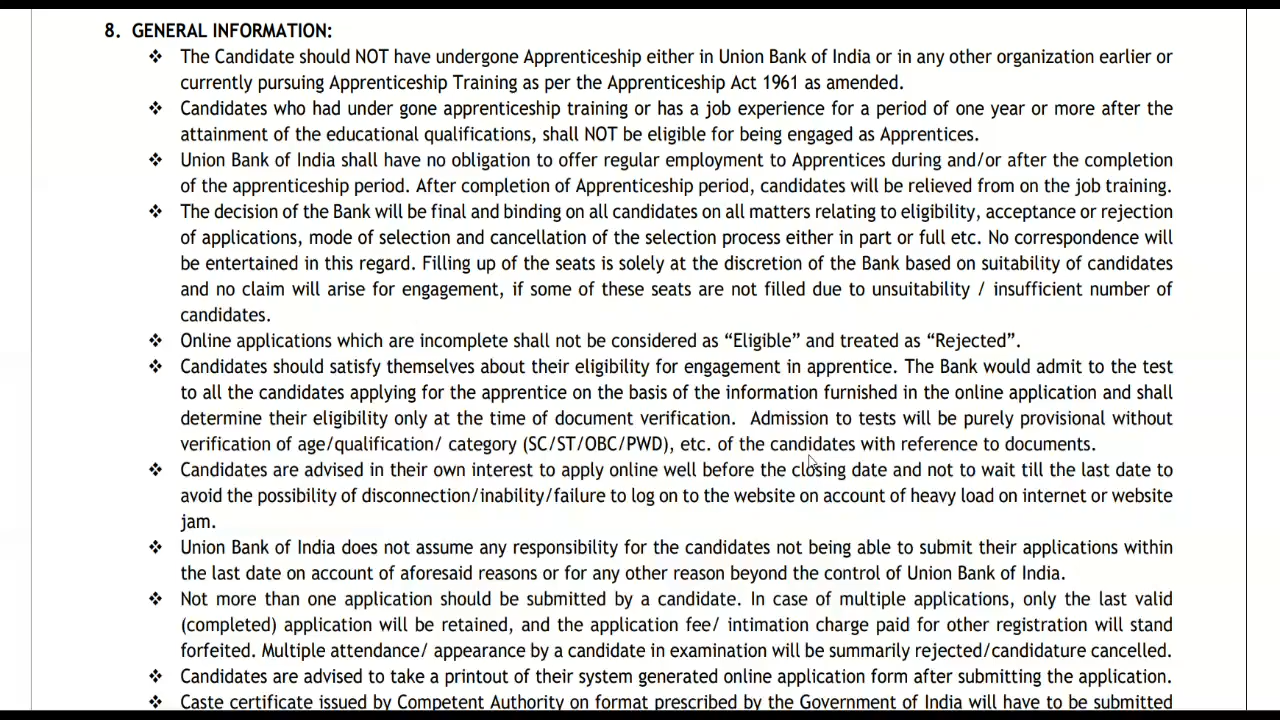 8. GENERAL INFORMATION:
❖ The Candidate should NOT have undergone Apprenticeship either in Union Bank of India or in any other organization earlier or
currently pursuing Apprenticeship Training as per the Apprenticeship Act 1961 as amended.
❖ Candidates who had under gone apprenticeship training or has a job experience for a period of one year or more after the
attainment of the educational qualifications, shall NOT be eligible for being engaged as Apprentices.
❖ Union Bank of India shall have no obligation to offer regular employment to Apprentices during and/or after the completion
of the apprenticeship period. After completion of Apprenticeship period, candidates will be relieved from on the job training.
❖ The decision of the Bank will be final and binding on all candidates on all matters relating to eligibility, acceptance or rejection
of applications, mode of selection and cancellation of the selection process either in part or full etc. No correspondence will
be entertained in this regard. Filling up of the seats is solely at the discretion of the Bank based on suitability of candidates
and no claim will arise for engagement, if some of these seats are not filled due to unsuitability / insufficient number of
candidates.
❖ Online applications which are incomplete shall not be considered as “Eligible” and treated as “Rejected”.
❖ Candidates should satisfy themselves about their eligibility for engagement in apprentice. The Bank would admit to the test
to all the candidates applying for the apprentice on the basis of the information furnished in the online application and shall
determine their eligibility only at the time of document verification. Admission to tests will be purely provisional without
verification of age/qualification/ category (SC/ST/OBC/PWD), etc. of the candidates with reference to documents.
❖ Candidates are advised in their own interest to apply online well before the closing date and not to wait till the last date to
avoid the possibility of disconnection/inability/failure to log on to the website on account of heavy load on internet or website
jam.
❖ Union Bank of India does not assume any responsibility for the candidates not being able to submit their applications within
the last date on account of aforesaid reasons or for any other reason beyond the control of Union Bank of India.
❖ Not more than one application should be submitted by a candidate. In case of multiple applications, only the last valid
(completed) application will be retained, and the application fee/ intimation charge paid for other registration will stand
forfeited. Multiple attendance/ appearance by a candidate in examination will be summarily rejected/candidature cancelled.
❖ Candidates are advised to take a printout of their system generated online application form after submitting the application.
❖ Caste certificate issued by Competent Authority on format prescribed by the Government of India will have to be submitted